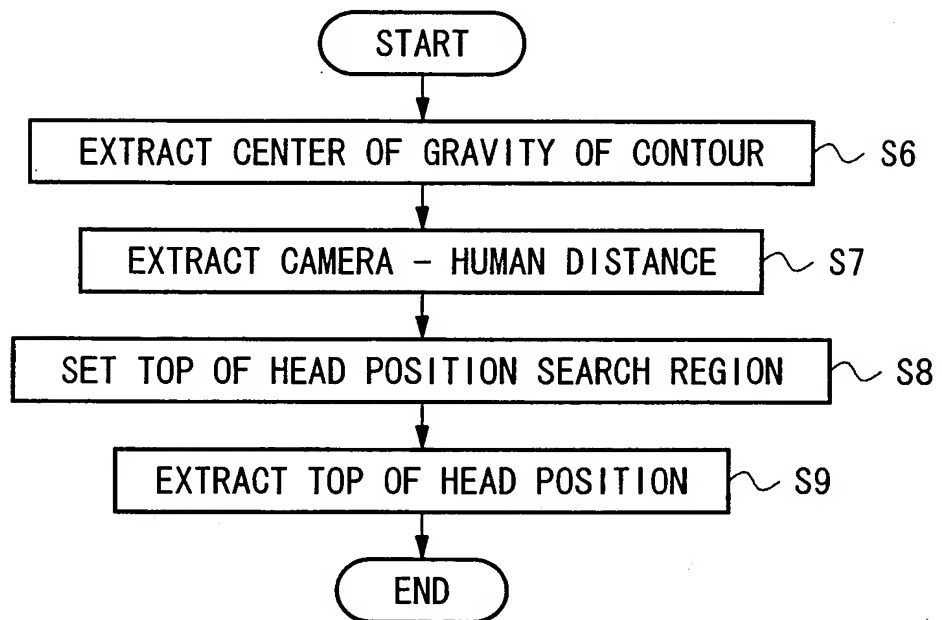 START
EXTRACT CENTER OF GRAVITY OF CONTOUR S6
EXTRACT CAMERA - HUMAN DISTANCE S7
SET TOP OF HEAD POSITION SEARCH REGION S8
EXTRACT TOP OF HEAD POSITION S9
END